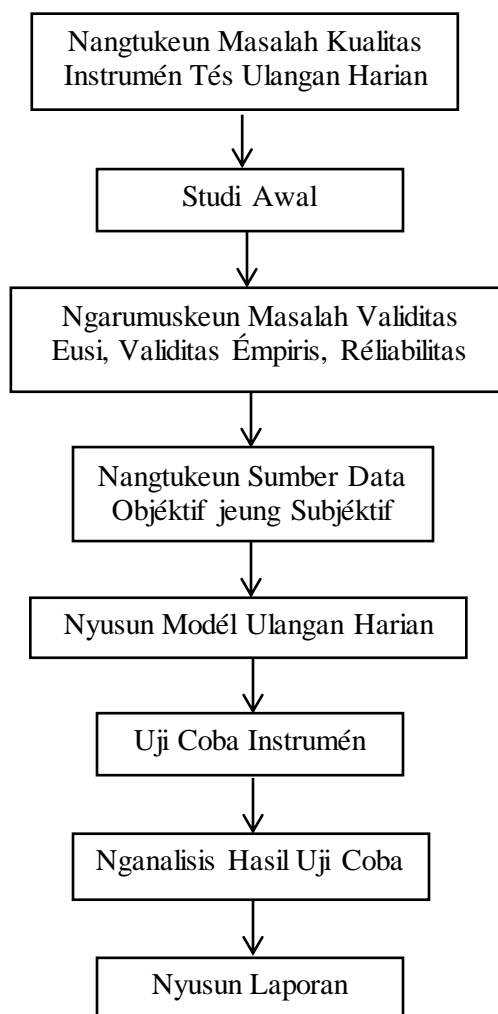 Nangtukeun Masalah Kualitas
Instrumén Tés Ulangan Harian
Studi Awal
Ngarumuskeun Masalah Validitas
Eusi, Validitas Émpiris, Réliabilitas
Nangtukeun Sumber Data
Objéktif jeung Subjéktif
Nyusun Modél Ulangan Harian
Uji Coba Instrumén
Nganalisis Hasil Uji Coba
Nyusun Laporan